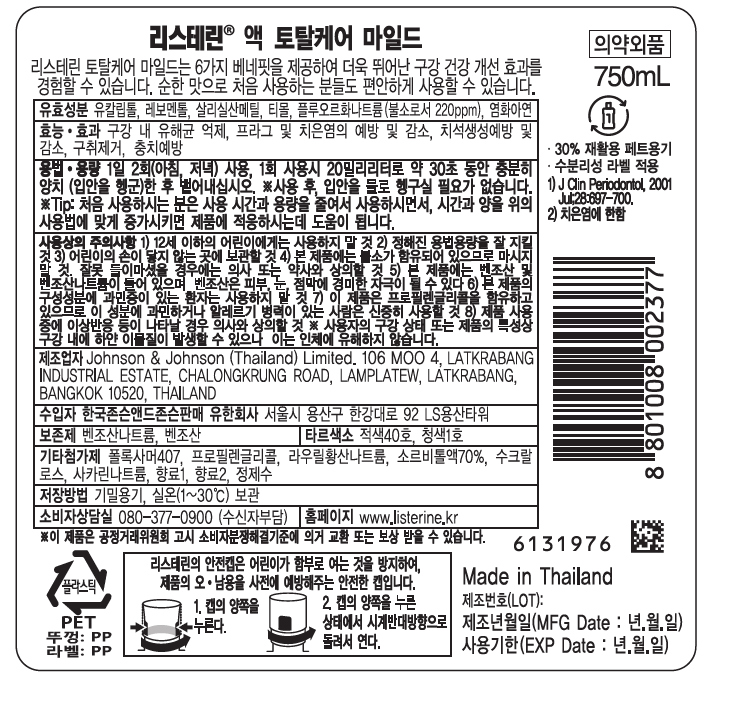 리스테린® 액 토탈케어 마일드
리스테린 토탈케어 마일드는 6가지 베네핏을 제공하여 더욱 뛰어난 구강 건강 개선 효과를
경험할 수 있습니다. 순한 맛으로 처음 사용하는 분들도 편안하게 사용할 수 있습니다.
유효성분 유칼립톨, 레보멘톨, 살리실산메틸, 티몰, 플루오르화나트륨(불소로서 220ppm), 염화아연
효능•효과 구강 내 유해균 억제, 프라그 및 치은염의 예방 및 감소, 치석생성예방 및
감소, 구취제거, 충치예방
용법•용량 1일 2회(아침, 저녁) 사용, 1회 사용시 20밀리리터로 약 30초 동안 충분히
양치 (입안을 헹군)한 후 뱉어내십시오. ※사용 후, 입안을 물로 헹구실 필요가 없습니다.
※Tip: 처음 사용하시는 분은 사용 시간과 용량을 줄여서 사용하시면서, 시간과 양을 위의
사용법에 맞게 증가시키면 제품에 적응하시는데 도움이 됩니다.
사용상의 주의사항 1) 12세 이하의 어린이에게는 사용하지 말 것 2) 정해진 용법용량을 잘 지킬
것 3) 어린이의 손이 닿지 않는 곳에 보관할 것 4) 본 제품에는 불소가 함유되어 있으므로 마시지
말 것. 잘못 들이마셨을 경우에는 의사 또는 약사와 상의할 것 5) 본 제품에는 벤조산 및
벤조산나트륨이 들어 있으며, 벤조산은 피부, 눈, 점막에 경미한 자극이 될 수 있다 6) 본 제품의
구성성분에 과민증이 있는 환자는 사용하지 말 것 7) 이 제품은 프로필렌글리콜을 함유하고
있으므로 이 성분에 과민하거나 알레르기 병력이 있는 사람은 신중히 사용할 것 8) 제품 사용
중에 이상반응 등이 나타날 경우 의사와 상의할 것 ※ 사용자의 구강 상태 또는 제품의 특성상
구강 내에 하얀 이물질이 발생할 수 있으나 이는 인체에 유해하지 않습니다.
제조업자 Johnson & Johnson (Thailand) Limited. 106 MOO 4, LATKRABANG
INDUSTRIAL ESTATE, CHALONGKRUNG ROAD, LAMPLATEW, LATKRABANG,
BANGKOK 10520, THAILAND
수입자 한국존슨앤드존슨판매 유한회사 서울시 용산구 한강대로 92 LS용산타워
보존제 벤조산나트륨, 벤조산 타르색소 적색40호, 청색1호
기타첨가제 폴록사머407, 프로필렌글리콜, 라우릴황산나트륨, 소르비톨액70%, 수크랄
로스, 사카린나트륨, 향료1, 향료2, 정제수
저장방법 기밀용기, 실온(1~30℃) 보관
소비자상담실 080-377-0900 (수신자부담) 홈페이지 www.listerine.kr
※이 제품은 공정거래위원회 고시 소비자분쟁해결기준에 의거 교환 또는 보상 받을 수 있습니다.
플라스틱
PET
뚜껑: PP
라벨: PP
리스테린의 안전캡은 어린이가 함부로 여는 것을 방지하여,
제품의 오•남용을 사전에 예방해주는 안전한 캡입니다.
1. 캡의 양쪽을
누른다.
2. 캡의 양쪽을 누른
상태에서 시계반대방향으로
돌려서 연다.
의약외품
750mL
· 30% 재활용 페트용기
· 수분리성 라벨 적용
1) J Clin Periodontol, 2001
Jul;28:697-700.
2) 치은염에 한함
8 801008 002377
6131976
Made in Thailand
제조번호(LOT):
제조년월일(MFG Date : 년.월.일)
사용기한(EXP Date : 년.월.일)